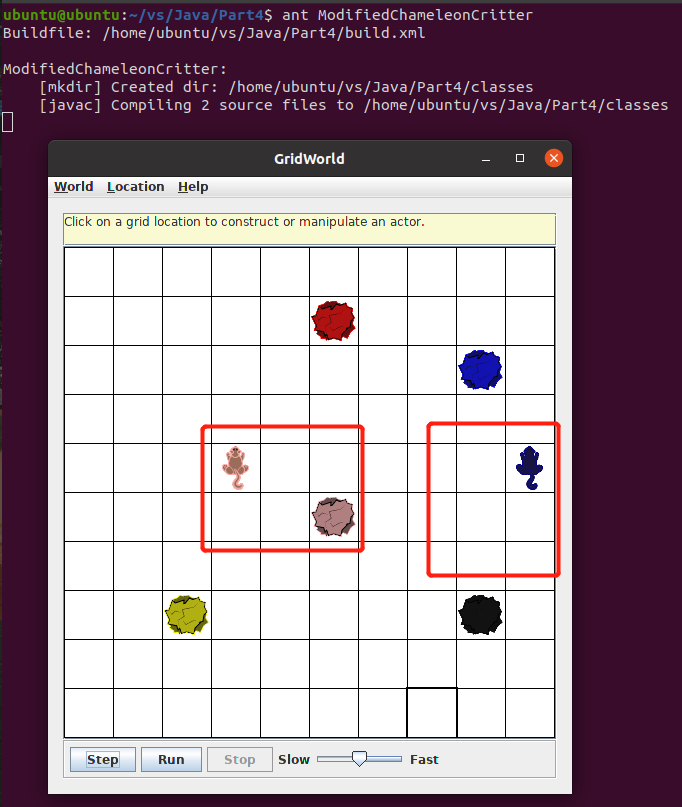 ubuntu@ubuntu:~/vs/Java/Part4$ ant ModifiedChameleonCritter
Buildfile: /home/ubuntu/vs/Java/Part4/build.xml
ModifiedChameleonCritter:
[mkdir] Created dir: /home/ubuntu/vs/Java/Part4/classes
[javac] Compiling 2 source files to /home/ubuntu/vs/Java/Part4/classes
GridWorld
World Location Help
Click on a grid location to construct or manipulate an actor.
Step Run Stop Slow Fast